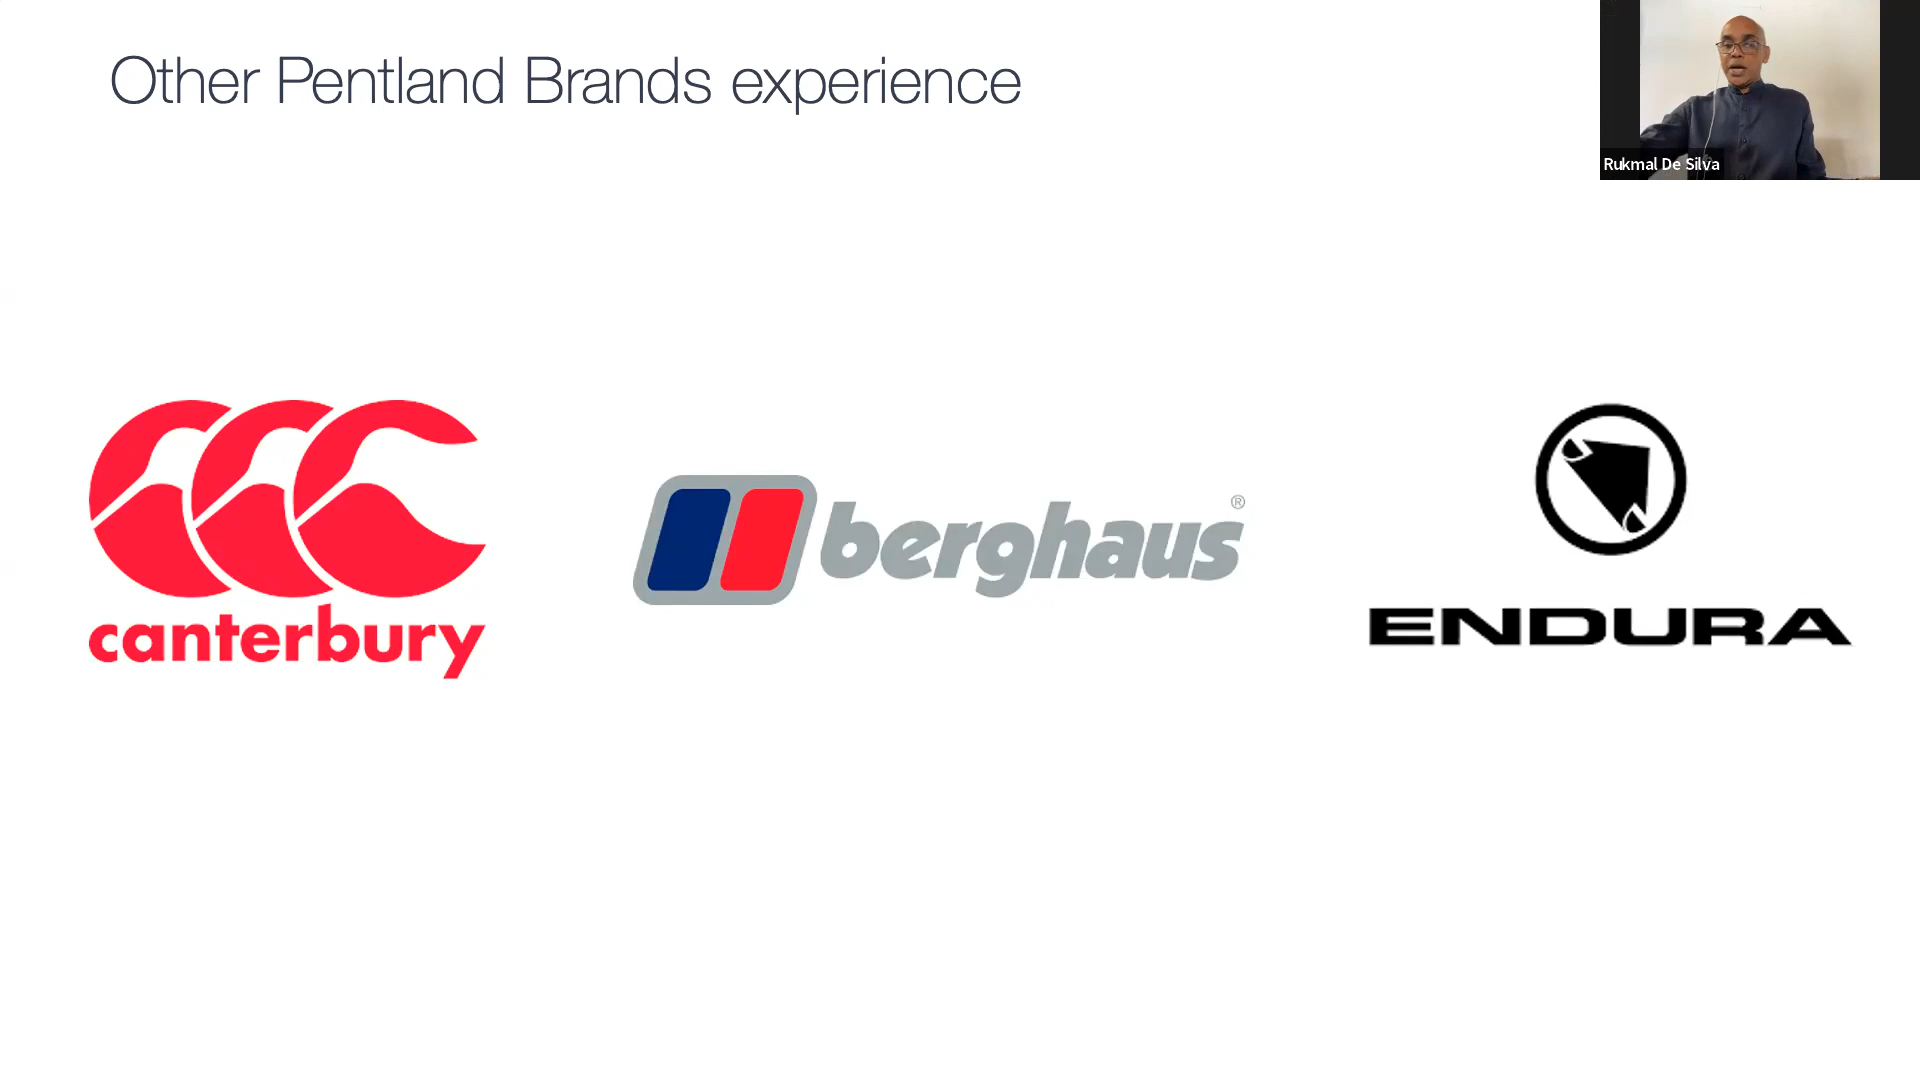 Other Pentland Brands experience
Rukmal De Silva
canterbury
berghaus®
ENDURA